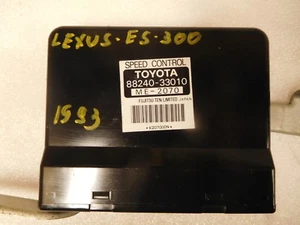 LEXUS-ES-300
SPEED CONTROL
TOYOTA
88240-33010
ME-2070
FUJITSU TEN LIMITED JAPAN
1993